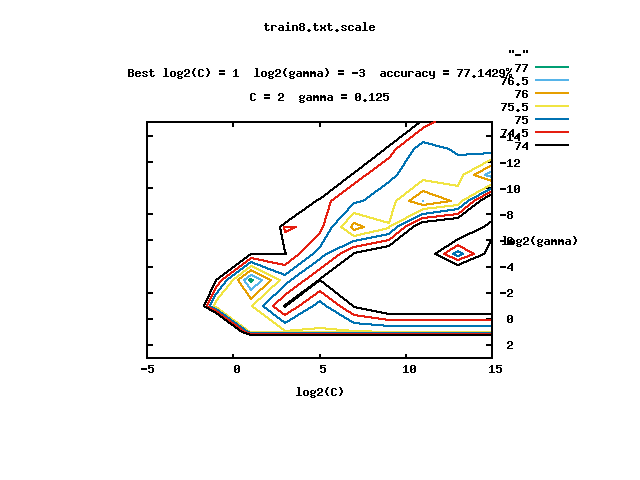 train8.txt.scale
"-"
Best log2(C) = 1  log2(gamma) = -3  accuracy = 77.1429%
77
76.5
C = 2  gamma = 0.125
76
75.5
75
74.5
74
-14
-12
-10
-8
-6
log2(gamma)
-4
-2
0
2
-5 0 5 10 15
log2(C)